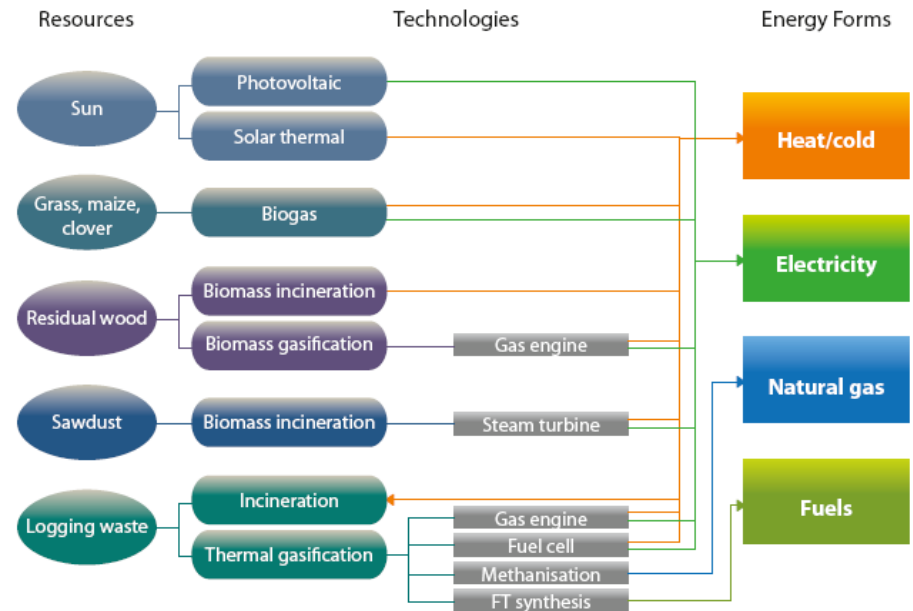 Resources
Technologies
Energy Forms
Sun
Photovoltaic
Solar thermal
Heat/cold
Grass, maize,
clover
Biogas
Electricity
Residual wood
Biomass incineration
Biomass gasification
Gas engine
Natural gas
Sawdust
Biomass incineration
Steam turbine
Logging waste
Incineration
Thermal gasification
Gas engine
Fuel cell
Methanisation
FT synthesis
Fuels